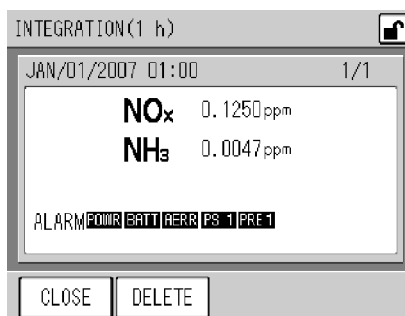 INTEGRATION(1 h)
JAN/01/2007 01:00 1/1
NOx 0.1250ppm
NH3 0.0047ppm
ALARM POWR BATT AERR PS 1 PRE 1
CLOSE DELETE